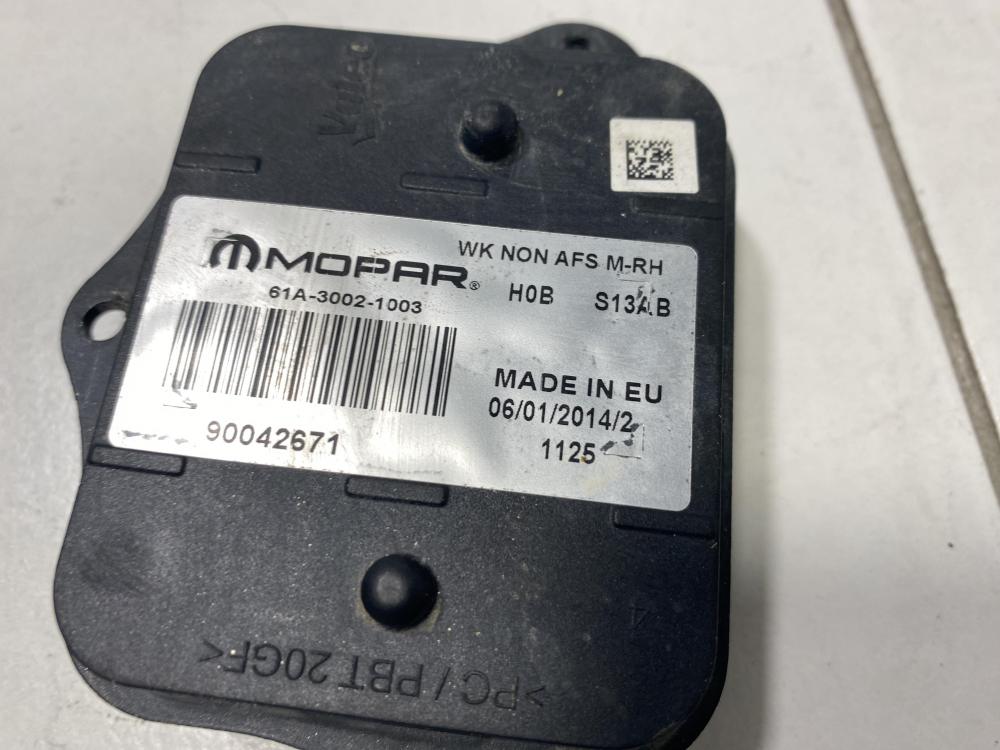 MOPAR®
WK NON AFS M-RH
H0B S13AB
61A-3002-1003
MADE IN EU
06/01/2014/2
1125
90042671
>PC / PBT 20GF<
4